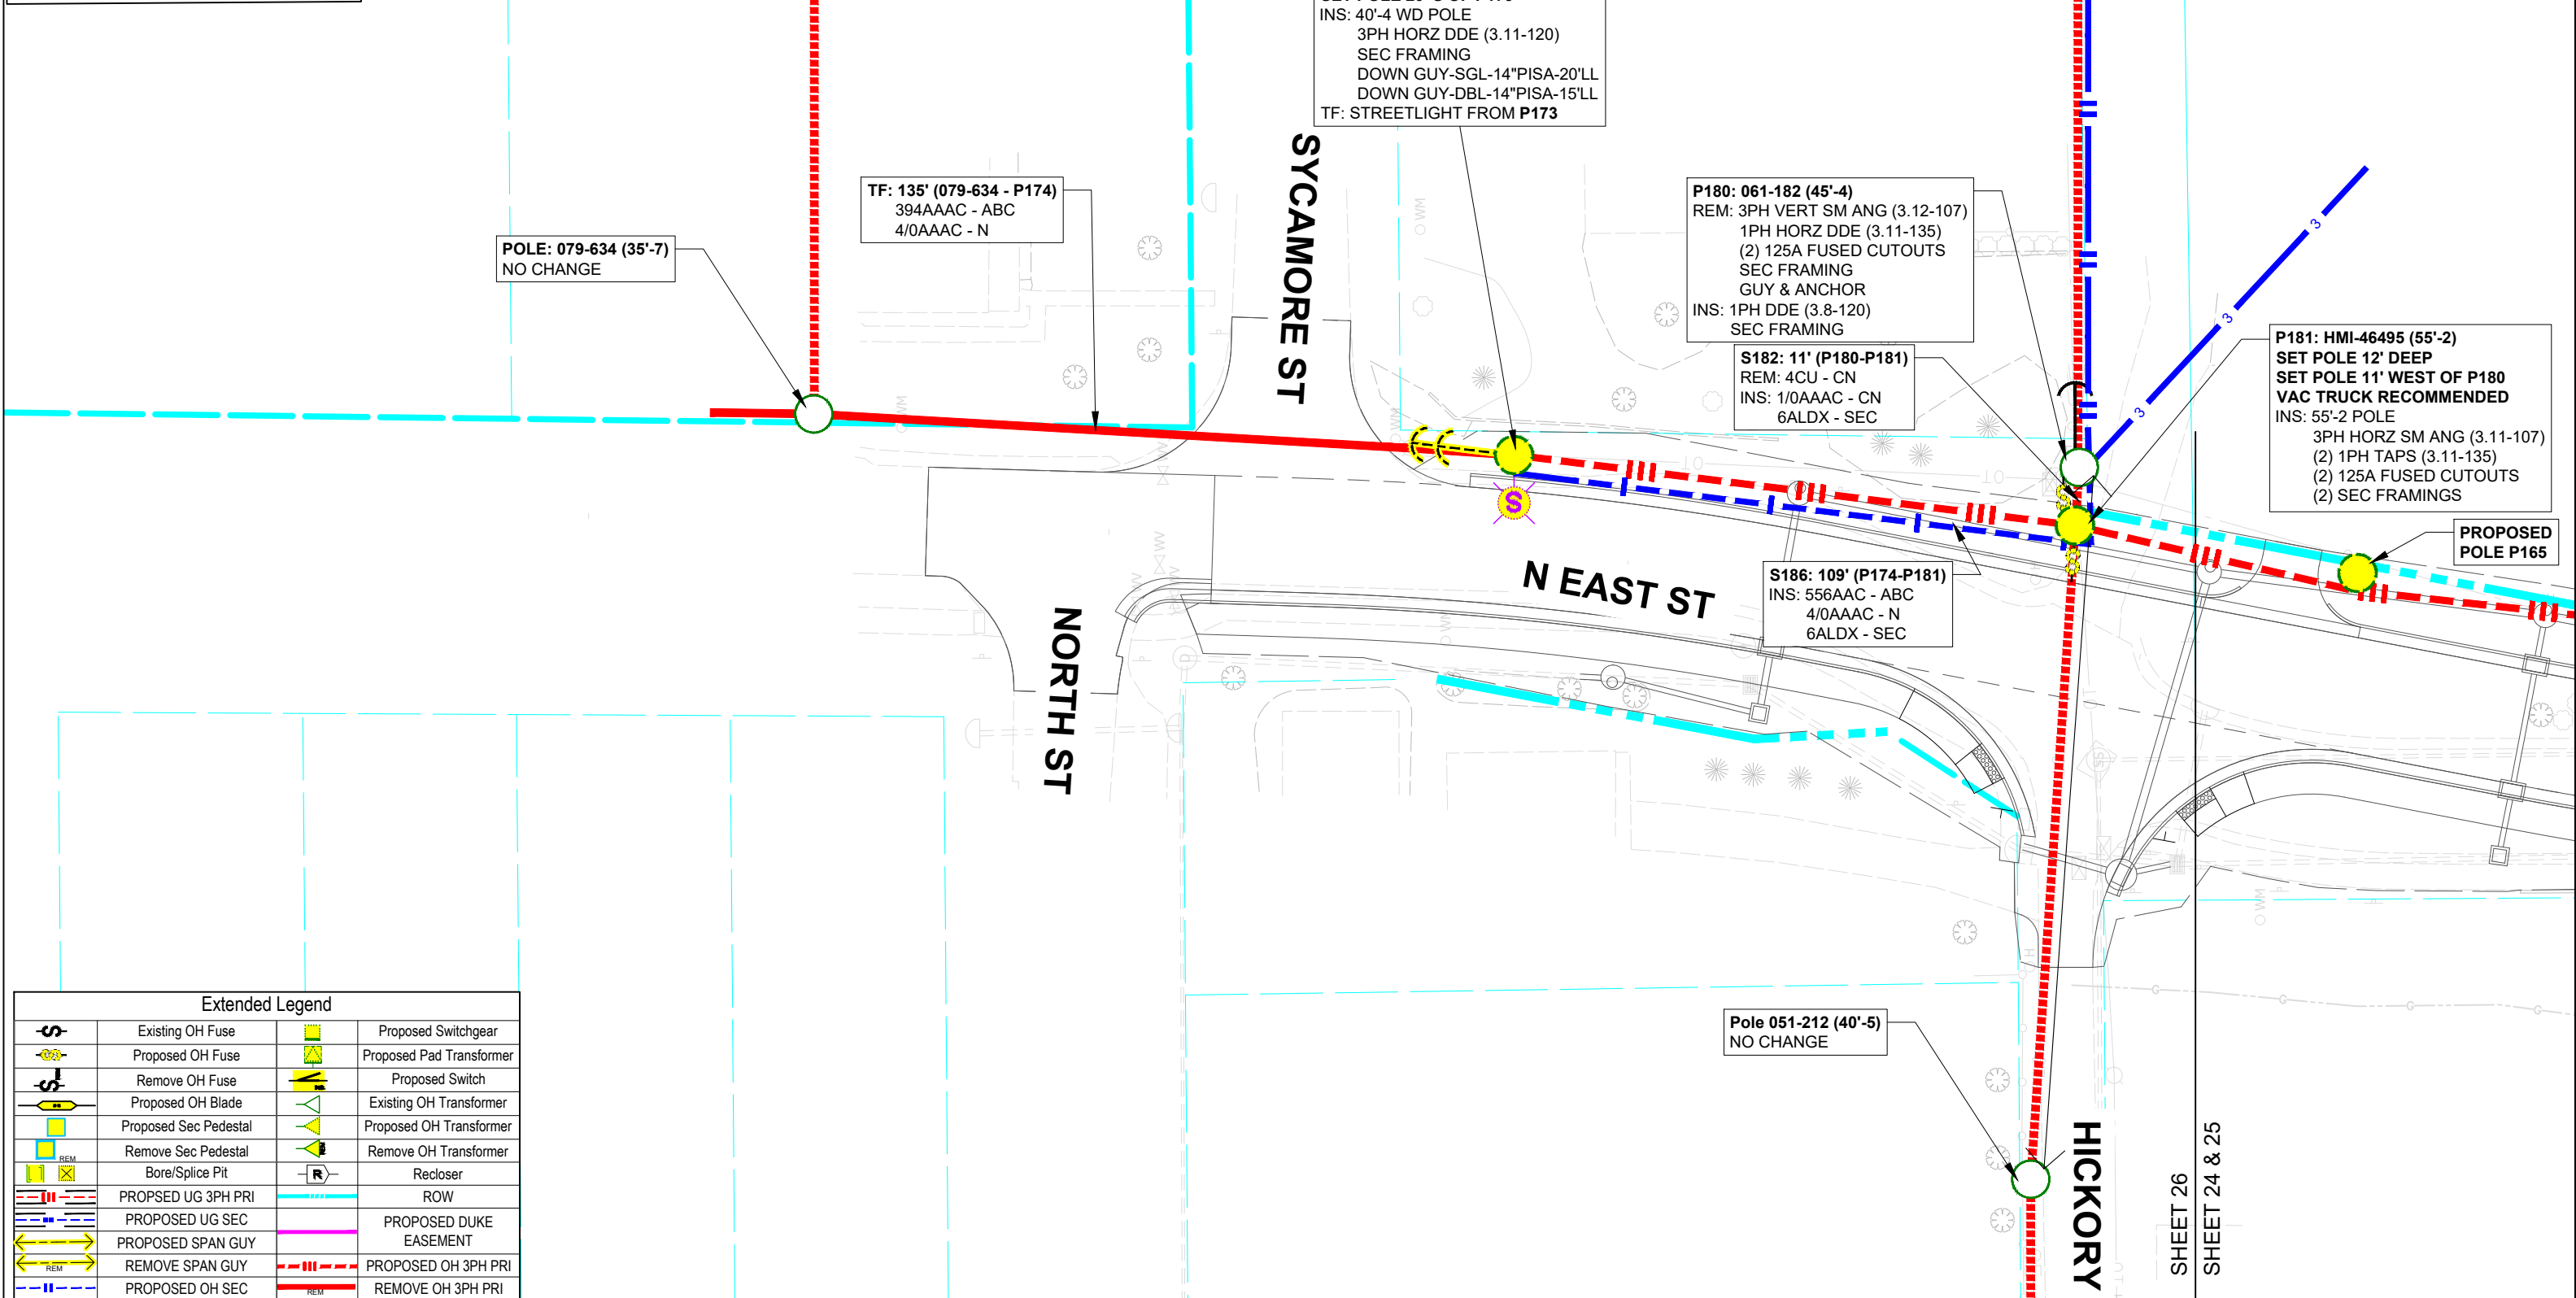 INS: 40'-4 WD POLE
3PH HORZ DDE (3.11-120)
SEC FRAMING
DOWN GUY-SGL-14"PISA-20'LL
DOWN GUY-DBL-14"PISA-15'LL
TF: STREETLIGHT FROM P173
SYCAMORE ST
TF: 135' (079-634 - P174)
394AAAC - ABC
4/0AAAC - N
POLE: 079-634 (35'-7)
NO CHANGE
P180: 061-182 (45'-4)
REM: 3PH VERT SM ANG (3.12-107)
1PH HORZ DDE (3.11-135)
(2) 125A FUSED CUTOUTS
SEC FRAMING
GUY & ANCHOR
INS: 1PH DDE (3.8-120)
SEC FRAMING
S182: 11' (P180-P181)
REM: 4CU - CN
INS: 1/0AAAC - CN
6ALDX - SEC
3
3
3
P181: HMI-46495 (55'-2)
SET POLE 12' DEEP
SET POLE 11' WEST OF P180
VAC TRUCK RECOMMENDED
INS: 55'-2 POLE
3PH HORZ SM ANG (3.11-107)
(2) 1PH TAPS (3.11-135)
(2) 125A FUSED CUTOUTS
(2) SEC FRAMINGS
PROPOSED
POLE P165
S
N EAST ST
S186: 109' (P174-P181)
INS: 556AAC - ABC
4/0AAAC - N
6ALDX - SEC
NORTH ST
Pole 051-212 (40'-5)
NO CHANGE
HICKORY
SHEET 26
SHEET 24 & 25
Extended Legend
Existing OH Fuse
Proposed Switchgear
Proposed OH Fuse
Proposed Pad Transformer
Remove OH Fuse
Proposed Switch
Proposed OH Blade
Existing OH Transformer
Proposed Sec Pedestal
Proposed OH Transformer
REM
Remove Sec Pedestal
Remove OH Transformer
Bore/Splice Pit
R
Recloser
PROPSED UG 3PH PRI
ROW
PROPOSED UG SEC
PROPOSED DUKE
EASEMENT
PROPOSED SPAN GUY
REM
REMOVE SPAN GUY
PROPOSED OH 3PH PRI
PROPOSED OH SEC
REM
REMOVE OH 3PH PRI